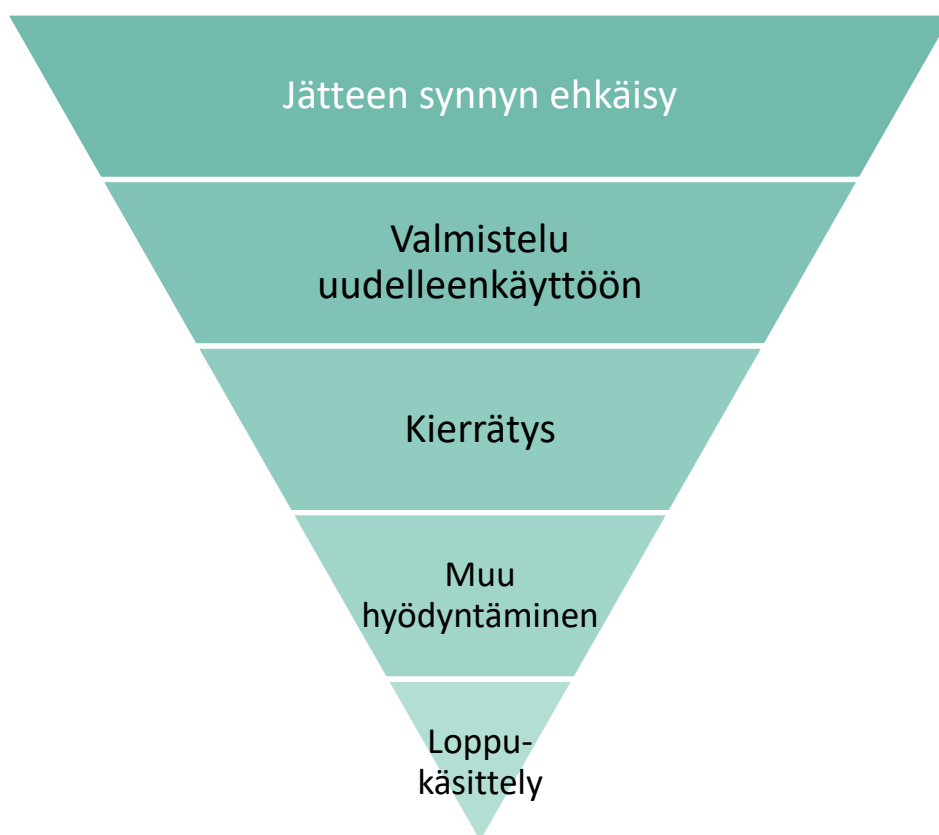 Jätteen synnyn ehkäisy
Valmistelu
uudelleenkäyttöön
Kierrätys
Muu
hyödyntäminen
Loppu-
käsittely